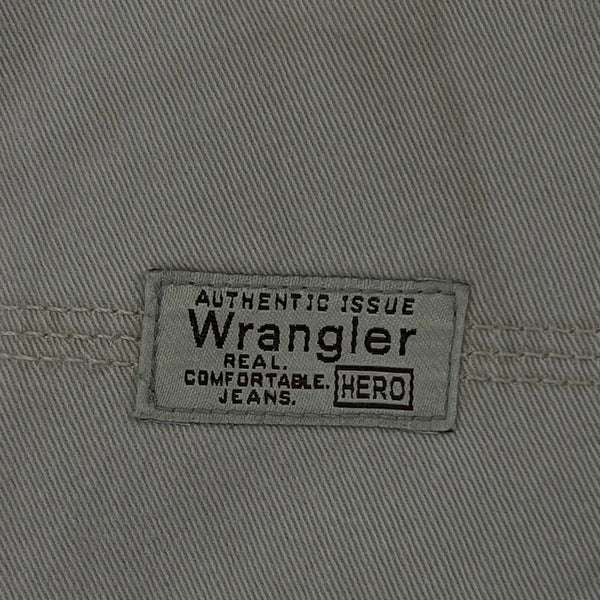 AUTHENTIC ISSUE
Wrangler
REAL.
COMFORTABLE.
JEANS.
HERO